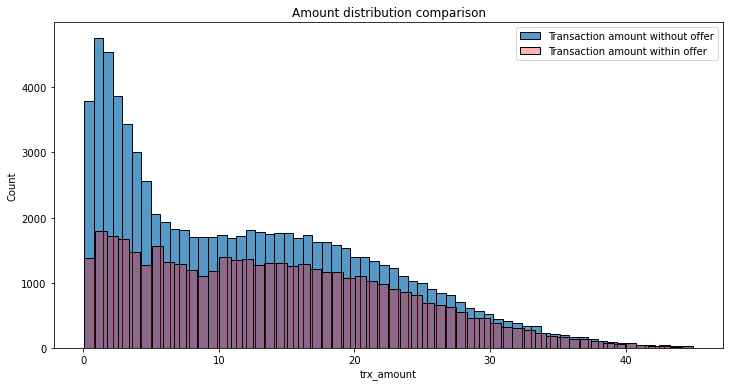 Amount distribution comparison
Transaction amount without offer
Transaction amount within offer
4000
3000
2000
1000
0
Count
0 10 20 30 40
trx_amount